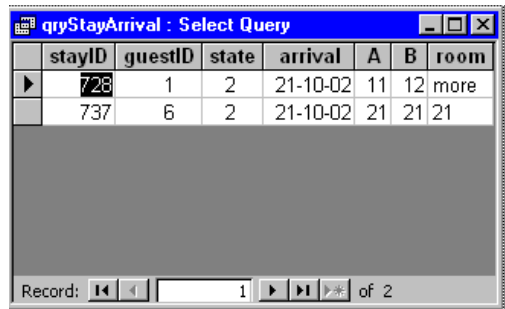 qryStayArrival : Select Query
stayID guestID state arrival A B room
728 1 2 21-10-02 11 12 more
737 6 2 21-10-02 21 21 21
Record: 1 of 2